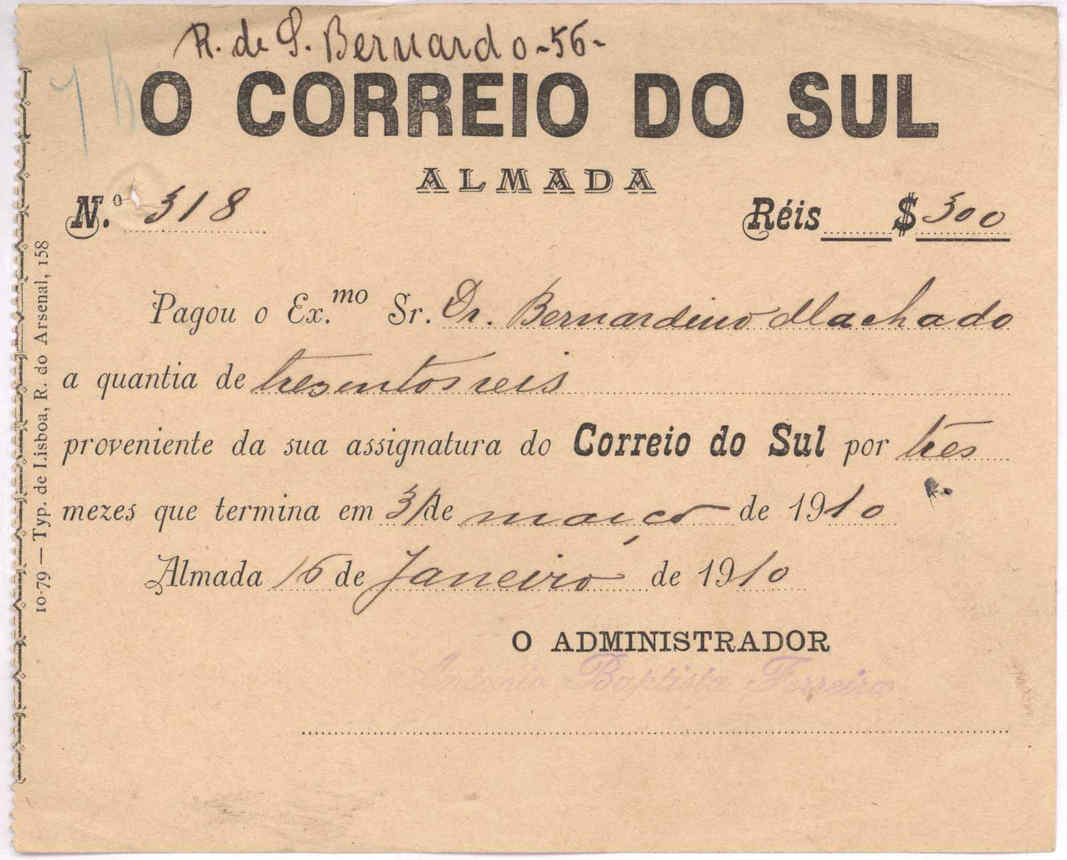 R. de S. Bernardo-56-
O CORREIO DO SUL
ALMADA
N.º 318
Réis $300
Pagou o Ex.mo Sr. Dr. Bernardino Machado
a quantia de tresentos reis
proveniente da sua assignatura do Correio do Sul por tres
mezes que termina em 31 de março de 1910
Almada 16 de Janeiro de 1910
O ADMINISTRADOR
Antonio Baptista Ferreira
10-79 — Typ. de Lisboa, R. do Arsenal, 158